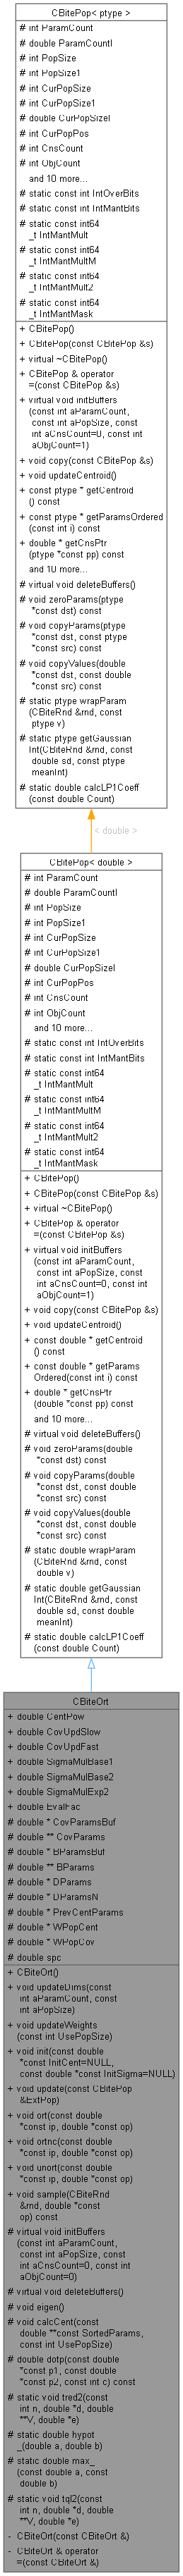 CBitePop< ptype >
# int ParamCount
# double ParamCountI
# int PopSize
# int PopSize1
# int CurPopSize
# int CurPopSize1
# double CurPopSizeI
# int CurPopPos
# int CnsCount
# int ObjCount
and 10 more...
# static const int IntOverBits
# static const int IntMantBits
# static const int64
_t IntMantMult
# static const int64
_t IntMantMultM
# static const int64
_t IntMantMult2
# static const int64
_t IntMantMask
+ CBitePop()
+ CBitePop(const CBitePop &s)
+ virtual ~CBitePop()
+ CBitePop & operator
=(const CBitePop &s)
+ virtual void initBuffers
(const int aParamCount,
const int aPopSize, const
int aCnsCount=0, const int
aObjCount=1)
+ void copy(const CBitePop &s)
+ void updateCentroid()
+ const ptype * getCentroid
() const
+ const ptype * getParamsOrdered
(const int i) const
+ double * getCnsPtr
(ptype *const pp) const
and 10 more...
# virtual void deleteBuffers()
# void zeroParams(ptype
*const dst) const
# void copyParams(ptype
*const dst, const ptype
*const src) const
# void copyValues(double
*const dst, const double
*const src) const
# static ptype wrapParam
(CBiteRnd &rnd, const
ptype v)
# static ptype getGaussian
Int(CBiteRnd &rnd, const
double sd, const ptype
meanInt)
# static double calcLP1Coeff
(const double Count)
< double >
CBitePop< double >
# int ParamCount
# double ParamCountI
# int PopSize
# int PopSize1
# int CurPopSize
# int CurPopSize1
# double CurPopSizeI
# int CurPopPos
# int CnsCount
# int ObjCount
and 10 more...
# static const int IntOverBits
# static const int IntMantBits
# static const int64
_t IntMantMult
# static const int64
_t IntMantMultM
# static const int64
_t IntMantMult2
# static const int64
_t IntMantMask
+ CBitePop()
+ CBitePop(const CBitePop &s)
+ virtual ~CBitePop()
+ CBitePop & operator
=(const CBitePop &s)
+ virtual void initBuffers
(const int aParamCount,
const int aPopSize, const
int aCnsCount=0, const int
aObjCount=1)
+ void copy(const CBitePop &s)
+ void updateCentroid()
+ const double * getCentroid
() const
+ const double * getParams
Ordered(const int i) const
+ double * getCnsPtr
(double *const pp) const
and 10 more...
# virtual void deleteBuffers()
# void zeroParams(double
*const dst) const
# void copyParams(double
*const dst, const double
*const src) const
# void copyValues(double
*const dst, const double
*const src) const
# static double wrapParam
(CBiteRnd &rnd, const
double v)
# static double getGaussian
Int(CBiteRnd &rnd, const
double sd, const double
meanInt)
# static double calcLP1Coeff
(const double Count)
CBiteOrt
+ double CentPow
+ double CovUpdSlow
+ double CovUpdFast
+ double SigmaMulBase1
+ double SigmaMulBase2
+ double SigmaMulExp2
+ double EvalFac
# double * CovParamsBuf
# double ** CovParams
# double * BParamsBuf
# double ** BParams
# double * DParams
# double * DParamsN
# double * PrevCentParams
# double * WPopCent
# double * WPopCov
# double spc
+ CBiteOrt()
+ void updateDims(const
int aParamCount, const
int aPopSize)
+ void updateWeights
(const int UsePopSize)
+ void init(const double
*const InitCent=NULL,
const double *const InitSigma=NULL)
+ void update(const CBitePop
&ExtPop)
+ void ort(const double
*const ip, double *const op)
+ void ortnc(const double
*const ip, double *const op)
+ void unort(const double
*const ip, double *const op)
+ void sample(CBiteRnd
&rnd, double *const
op) const
# virtual void initBuffers
(const int aParamCount,
const int aPopSize, const
int aCnsCount=0, const int
aObjCount=0)
# virtual void deleteBuffers()
# void eigen()
# void calcCent(const
double **const SortedParams,
const int UsePopSize)
# double dotp(const double
*const p1, const double
*const p2, const int c) const
# static void tred2(const
int n, double *d, double
**V, double *e)
# static double hypot
_(double a, double b)
# static double max_
(const double a, const
double b)
# static void tql2(const
int n, double *d, double
**V, double *e)
- CBiteOrt(const CBiteOrt &)
- CBiteOrt & operator
=(const CBiteOrt &)